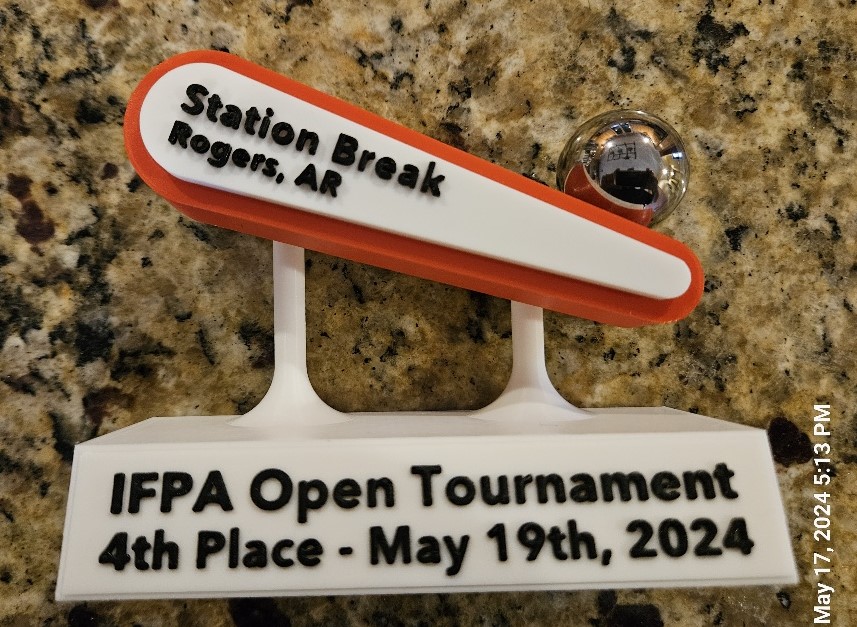 Station Break
Rogers, AR
IFPA Open Tournament
4th Place - May 19th, 2024
May 17, 2024 5:13 PM